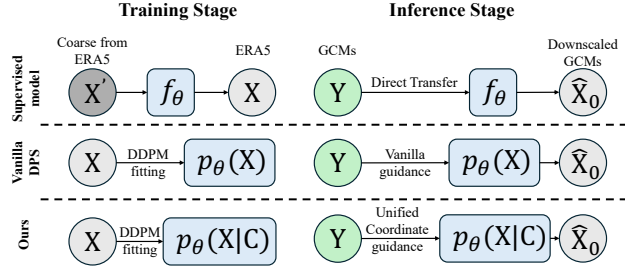 Training Stage
Inference Stage
Coarse from
ERA5
ERA5
GCMs
Downscaled
GCMs
Supervised
model
X'
fθ
X
Y
Direct Transfer
fθ
X̂₀
Vanilla
DPS
X
DDPM
fitting
pθ(X)
Y
Vanilla
guidance
pθ(X)
X̂₀
Ours
X
DDPM
fitting
pθ(X|C)
Y
Unified
Coordinate
guidance
pθ(X|C)
X̂₀